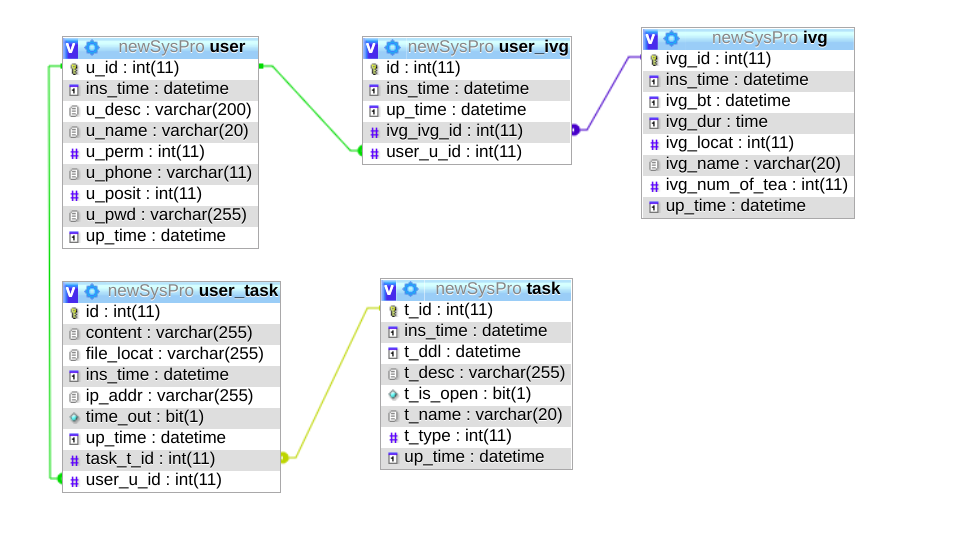 newSysPro user
u_id : int(11)
ins_time : datetime
u_desc : varchar(200)
u_name : varchar(20)
u_perm : int(11)
u_phone : varchar(11)
u_posit : int(11)
u_pwd : varchar(255)
up_time : datetime
newSysPro user_ivg
id : int(11)
ins_time : datetime
up_time : datetime
ivg_ivg_id : int(11)
user_u_id : int(11)
newSysPro ivg
ivg_id : int(11)
ins_time : datetime
ivg_bt : datetime
ivg_dur : time
ivg_locat : int(11)
ivg_name : varchar(20)
ivg_num_of_tea : int(11)
up_time : datetime
newSysPro user_task
id : int(11)
content : varchar(255)
file_locat : varchar(255)
ins_time : datetime
ip_addr : varchar(255)
time_out : bit(1)
up_time : datetime
task_t_id : int(11)
user_u_id : int(11)
newSysPro task
t_id : int(11)
ins_time : datetime
t_ddl : datetime
t_desc : varchar(255)
t_is_open : bit(1)
t_name : varchar(20)
t_type : int(11)
up_time : datetime